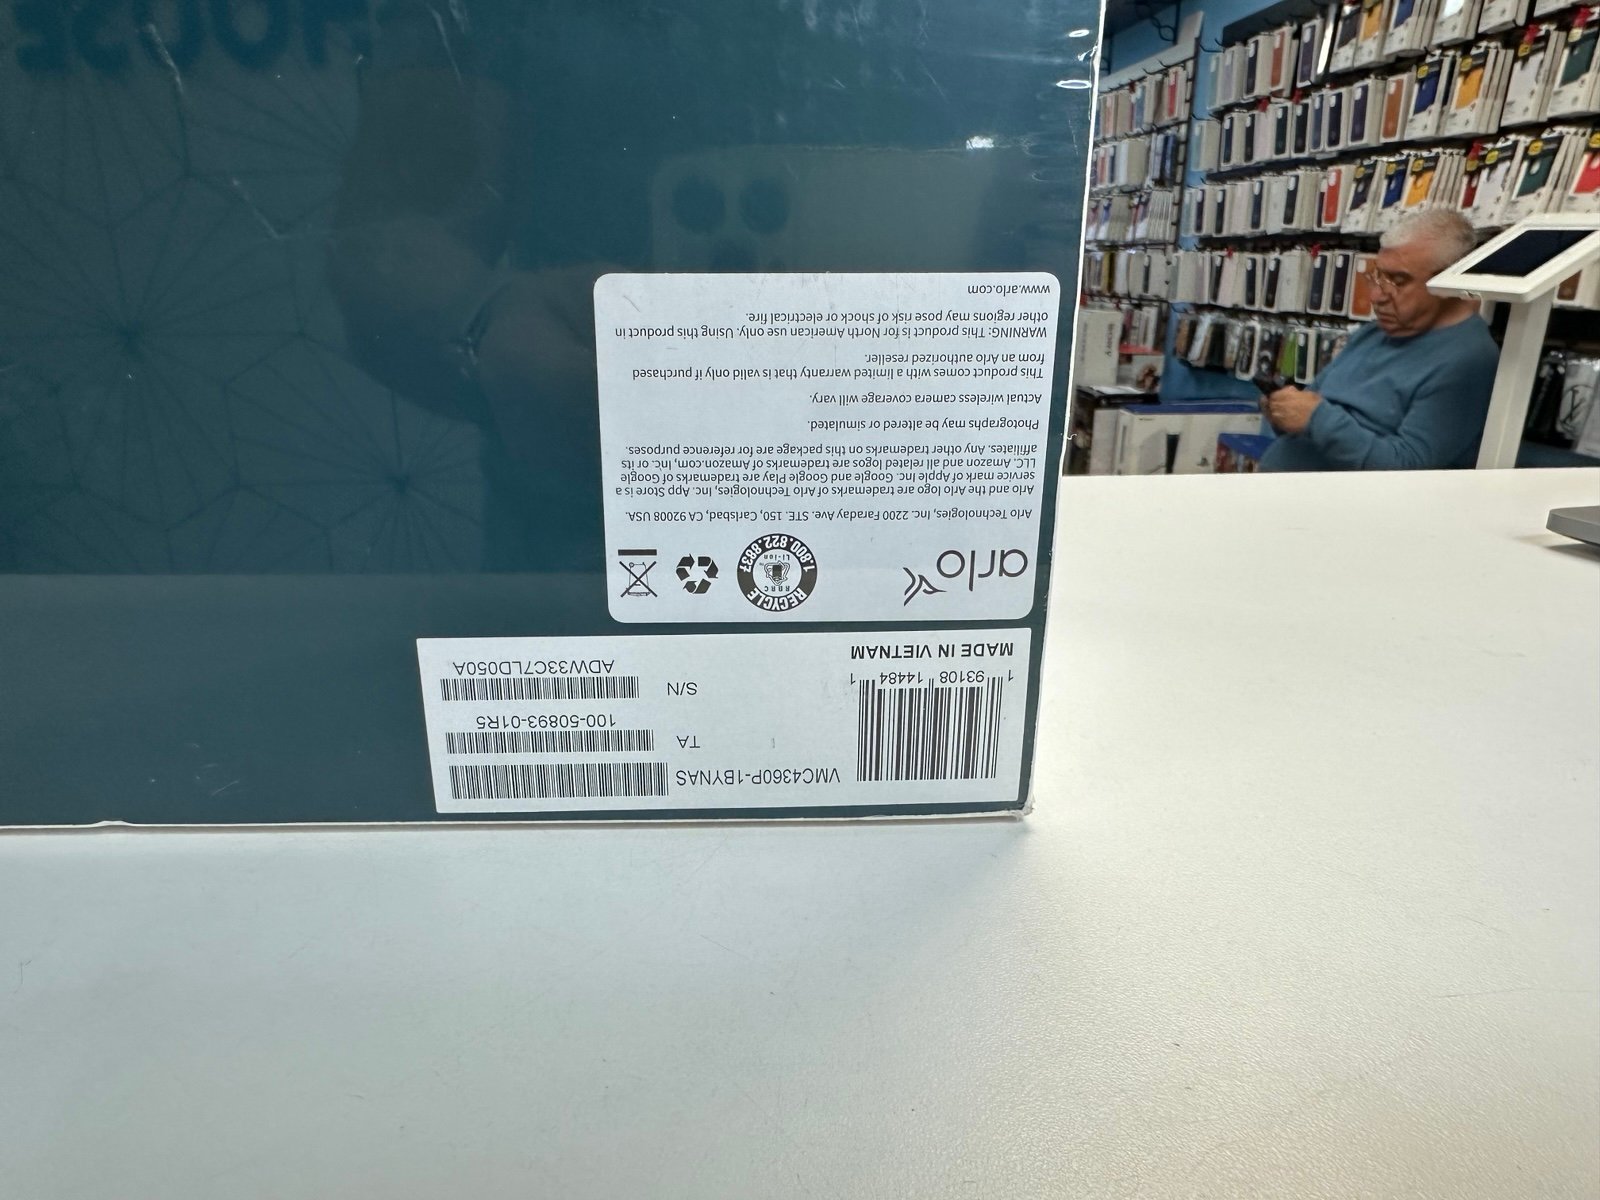 MADE IN VIETNAM
1 93108 14484 1
VMC4360P-1BYNAS
TA
100-50893-01R5
S/N
ADW33C7LD050A
arlo
RECYCLE
RBRC
Li-ion
1.800.822.8837
Arlo Technologies, Inc. 2200 Faraday Ave. STE. 150, Carlsbad, CA 92008 USA.
Arlo and the Arlo logo are trademarks of Arlo Technologies, Inc. App Store is a
service mark of Apple Inc. Google and Google Play are trademarks of Google
LLC. Amazon and all related logos are trademarks of Amazon.com, Inc. or its
affiliates. Any other trademarks on this package are for reference purposes.
Photographs may be altered or simulated.
Actual wireless camera coverage will vary.
This product comes with a limited warranty that is valid only if purchased
from an Arlo authorized reseller.
WARNING: This product is for North American use only. Using this product in
other regions may pose risk of shock or electrical fire.
www.arlo.com